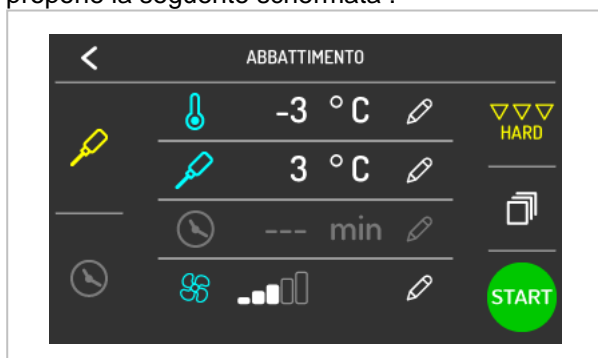 propone la seguente schermata :
ABBATTIMENTO
-3 °C
HARD
3 °C
--- min
START